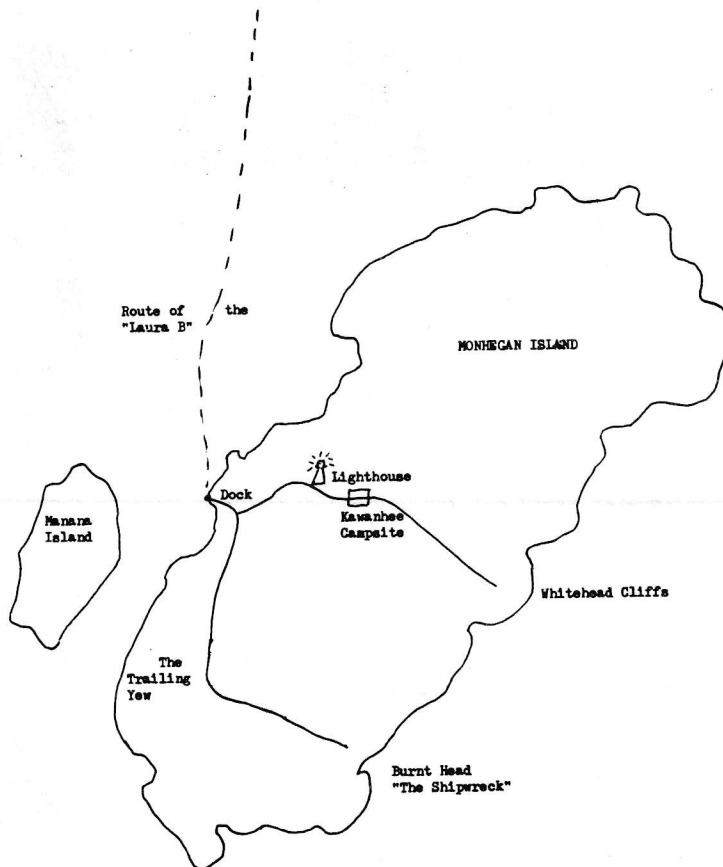 Route of the
"Laura B"
MONHEGAN ISLAND
Lighthouse
Dock
Kawanhee
Campsite
Manana
Island
Whitehead Cliffs
The
Trailing
Yew
Burnt Head
"The Shipwreck"